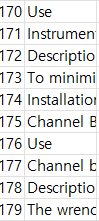 170 Use
171 Instrument
172 Descriptio
173 To minimi
174 Installation
175 Channel B
176 Use
177 Channel b
178 Descriptio
179 The wrenc